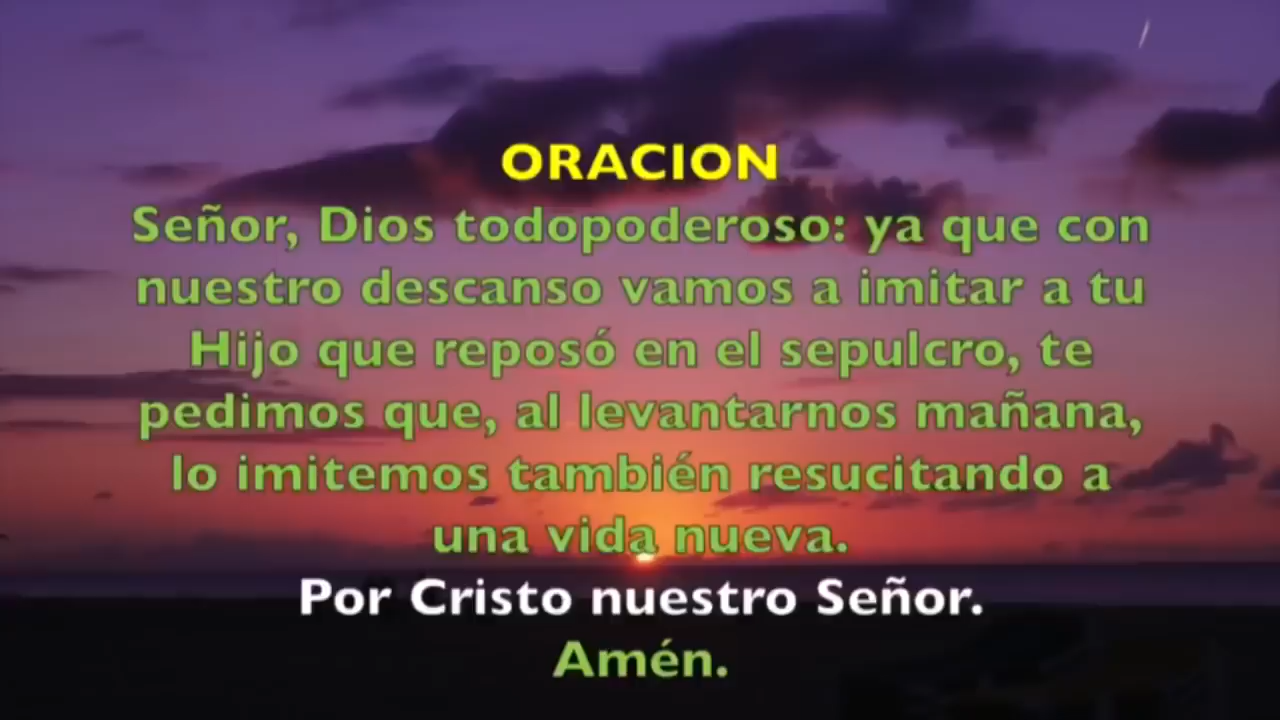 ORACION
Señor, Dios todopoderoso: ya que con
nuestro descanso vamos a imitar a tu
Hijo que reposó en el sepulcro, te
pedimos que, al levantarnos mañana,
lo imitemos también resucitando a
una vida nueva.
Por Cristo nuestro Señor.
Amén.